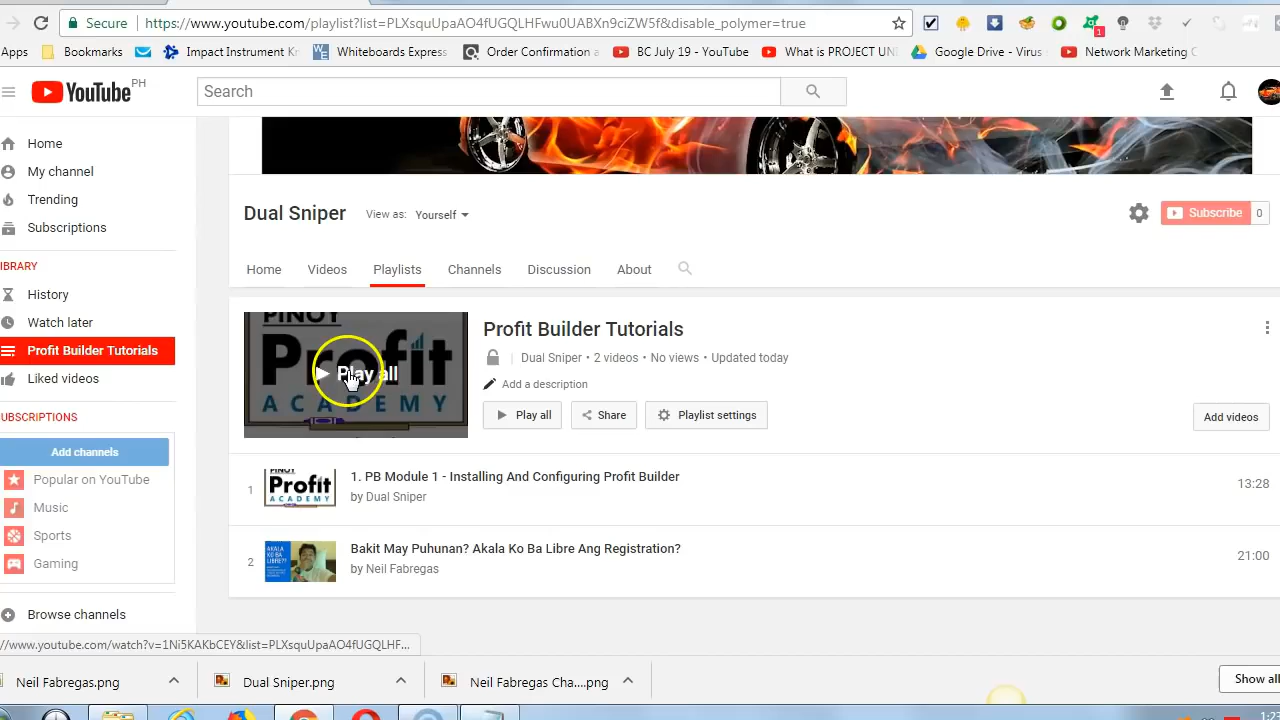 Secure https://www.youtube.com/playlist?list=PLXsquUpaAO4fUGQLHFwu0UABXn9ciZW5f&disable_polymer=true
1
Apps Bookmarks Impact Instrument Kr Whiteboards Express Order Confirmation a BC July 19 - YouTube What is PROJECT UNI Google Drive - Virus Network Marketing C
YouTube PH
Search
Home
My channel
Trending
Subscriptions
IBRARY
History
Watch later
Profit Builder Tutorials
Liked videos
UBSCRIPTIONS
Add channels
Popular on YouTube
Music
Sports
Gaming
Browse channels
Dual Sniper View as: Yourself
Subscribe 0
Home Videos Playlists Channels Discussion About
PINOY
Profit
ACADEMY
Play all
Profit Builder Tutorials
Dual Sniper • 2 videos • No views • Updated today
Add a description
Play all Share Playlist settings
Add videos
1 PINOY
Profit
ACADEMY
1. PB Module 1 - Installing And Configuring Profit Builder
by Dual Sniper
13:28
2 AKALA
KO BA
LIBRE??
Bakit May Puhunan? Akala Ko Ba Libre Ang Registration?
by Neil Fabregas
21:00
//www.youtube.com/watch?v=1Ni5KAKbCEY&list=PLXsquUpaAO4fUGQLHF...
Neil Fabregas.png Dual Sniper.png Neil Fabregas Cha....png Show all